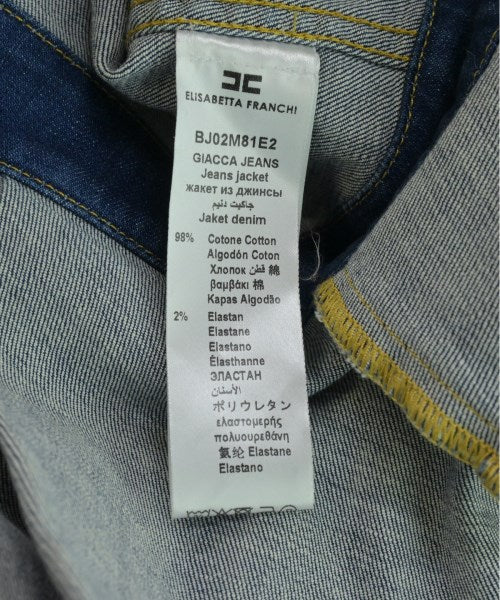 ELISABETTA FRANCHI
BJ02M81E2
GIACCA JEANS
Jeans jacket
жакет из джинсы
جاكيت دنيم
Jaket denim
98% Cotone Cotton
Algodón Coton
Хлопок قطن 綿
βαμβάκι 棉
Kapas Algodão
2% Elastan
Elastane
Elastano
Élasthanne
ЭЛАСТАН
الأسفنان
ポリウレタン
ελαστομερής
πολυουρεθάνη
氨纶 Elastane
Elastano